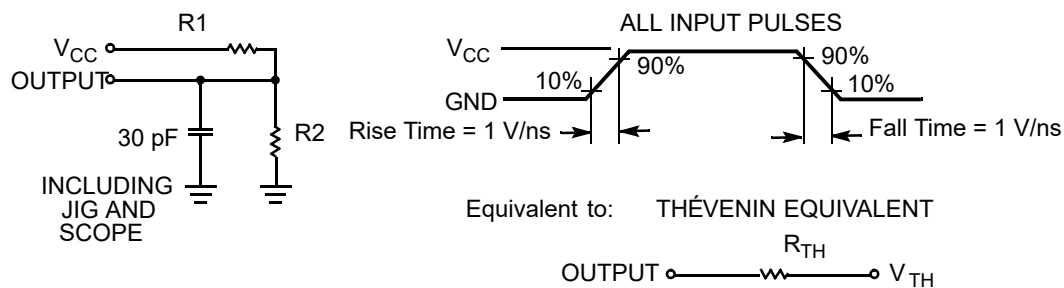 R1
VCC
OUTPUT
30 pF
R2
INCLUDING
JIG AND
SCOPE
ALL INPUT PULSES
VCC
GND
10%
90%
90%
10%
Rise Time = 1 V/ns
Fall Time = 1 V/ns
Equivalent to: THÉVENIN EQUIVALENT
RTH
OUTPUT
VTH